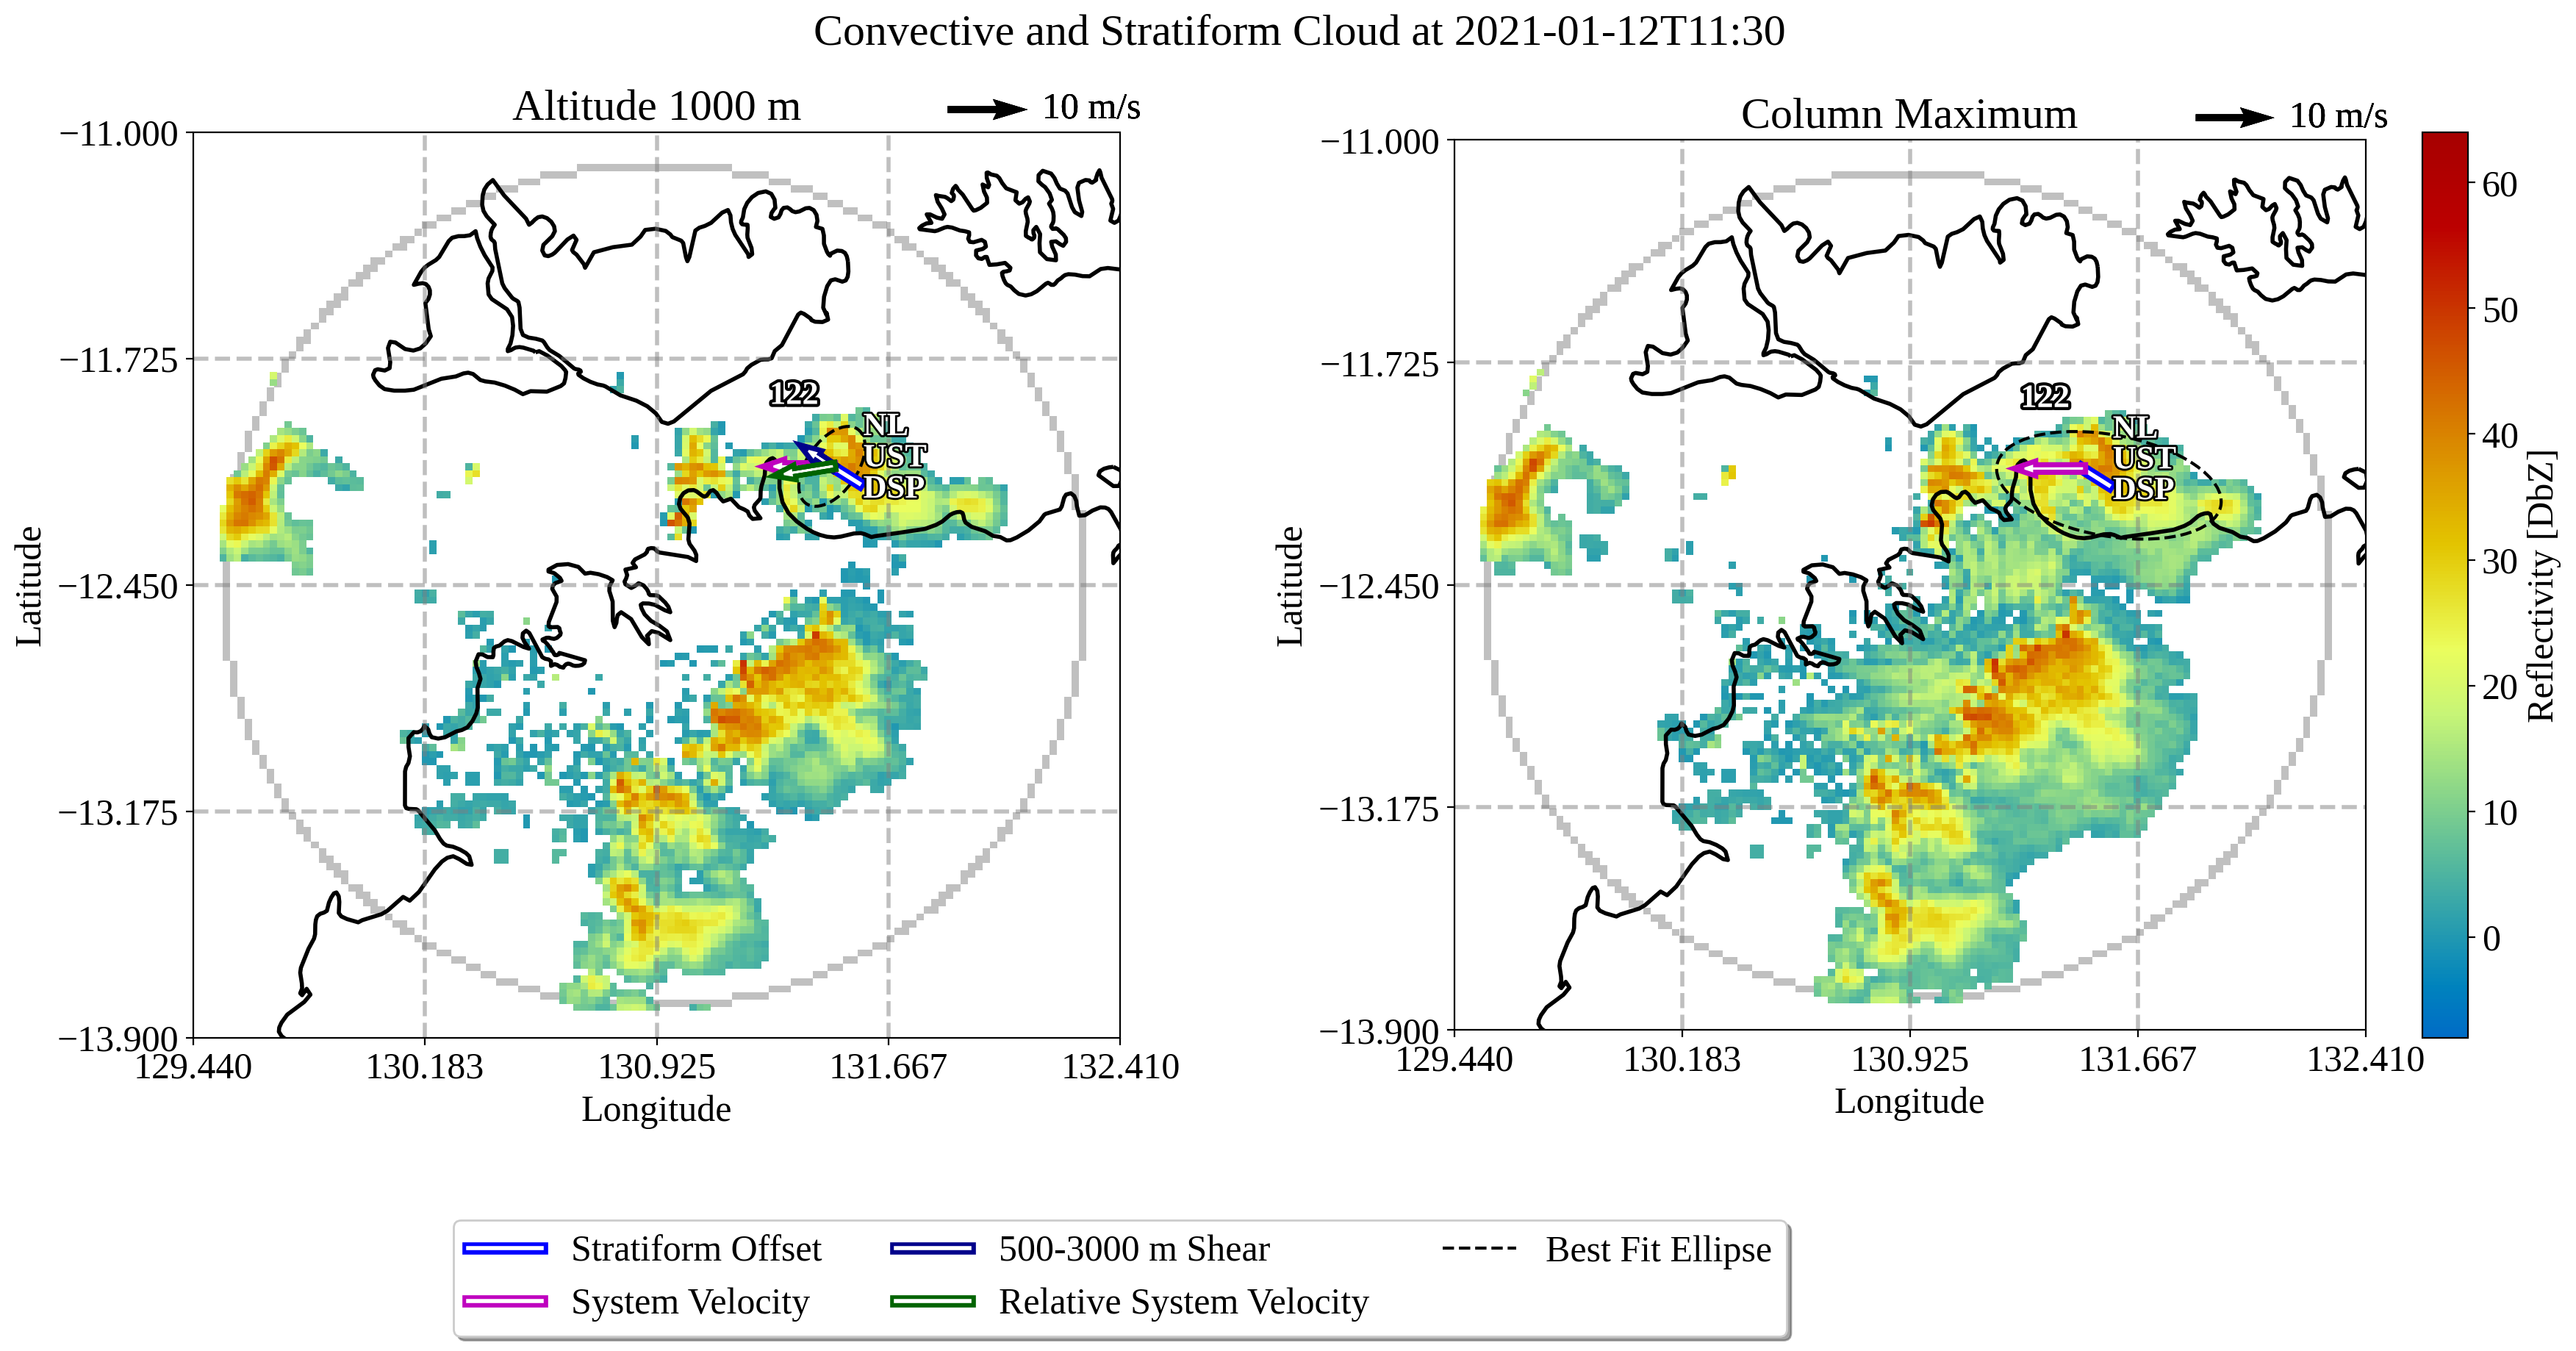 Convective and Stratiform Cloud at 2021-01-12T11:30
Altitude 1000 m
10 m/s
−11.000
−11.725
−12.450
−13.175
−13.900
Latitude
129.440
130.183
130.925
131.667
132.410
Longitude
122
NL
UST
DSP
Column Maximum
10 m/s
−11.000
−11.725
−12.450
−13.175
−13.900
Latitude
129.440
130.183
130.925
131.667
132.410
Longitude
122
NL
UST
DSP
60
50
40
30
20
10
0
Reflectivity [DbZ]
Stratiform Offset
System Velocity
500-3000 m Shear
Relative System Velocity
Best Fit Ellipse